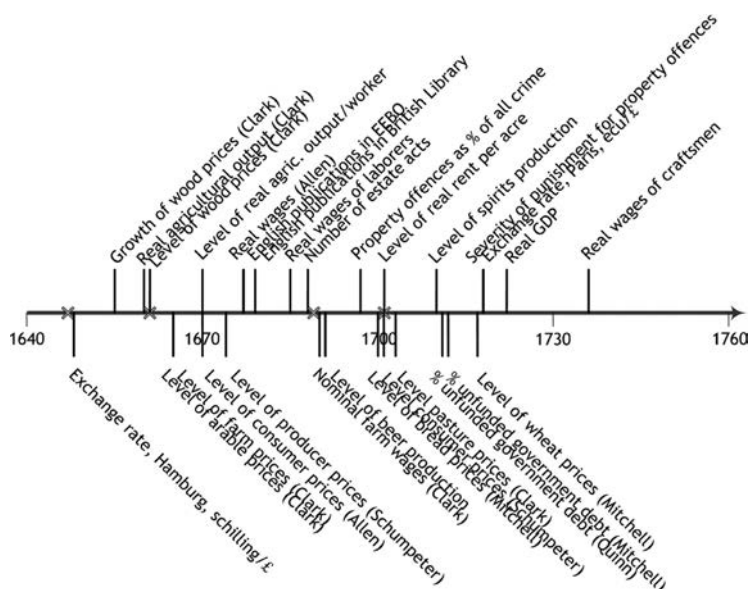 Growth of wood prices (Clark)
Real agricultural output (Clark)
Level of wood prices (Clark)
Level of real agric. output/worker
Real wages (Allen)
English publications in EEBO
English publications in British Library
Real wages of laborers
Number of estate acts
Property offences as % of all crime
Level of real rent per acre
Level of spirits production
Severity of punishment for property offences
Exchange rate, Paris, ecu/£
Real GDP
Real wages of craftsmen
1640
1670
1700
1730
1760
Exchange rate, Hamburg, schilling/£
Level of arable prices (Clark)
Level of farm prices (Clark)
Level of consumer prices (Allen)
Level of producer prices (Schumpeter)
Nominal farm wages (Clark)
Level of beer production
Level of bread prices (Mitchell)
Level consumer prices (Schumpeter)
Level pasture prices (Clark)
% unfunded government debt (Quinn)
% unfunded government debt (Mitchell)
Level of wheat prices (Mitchell)